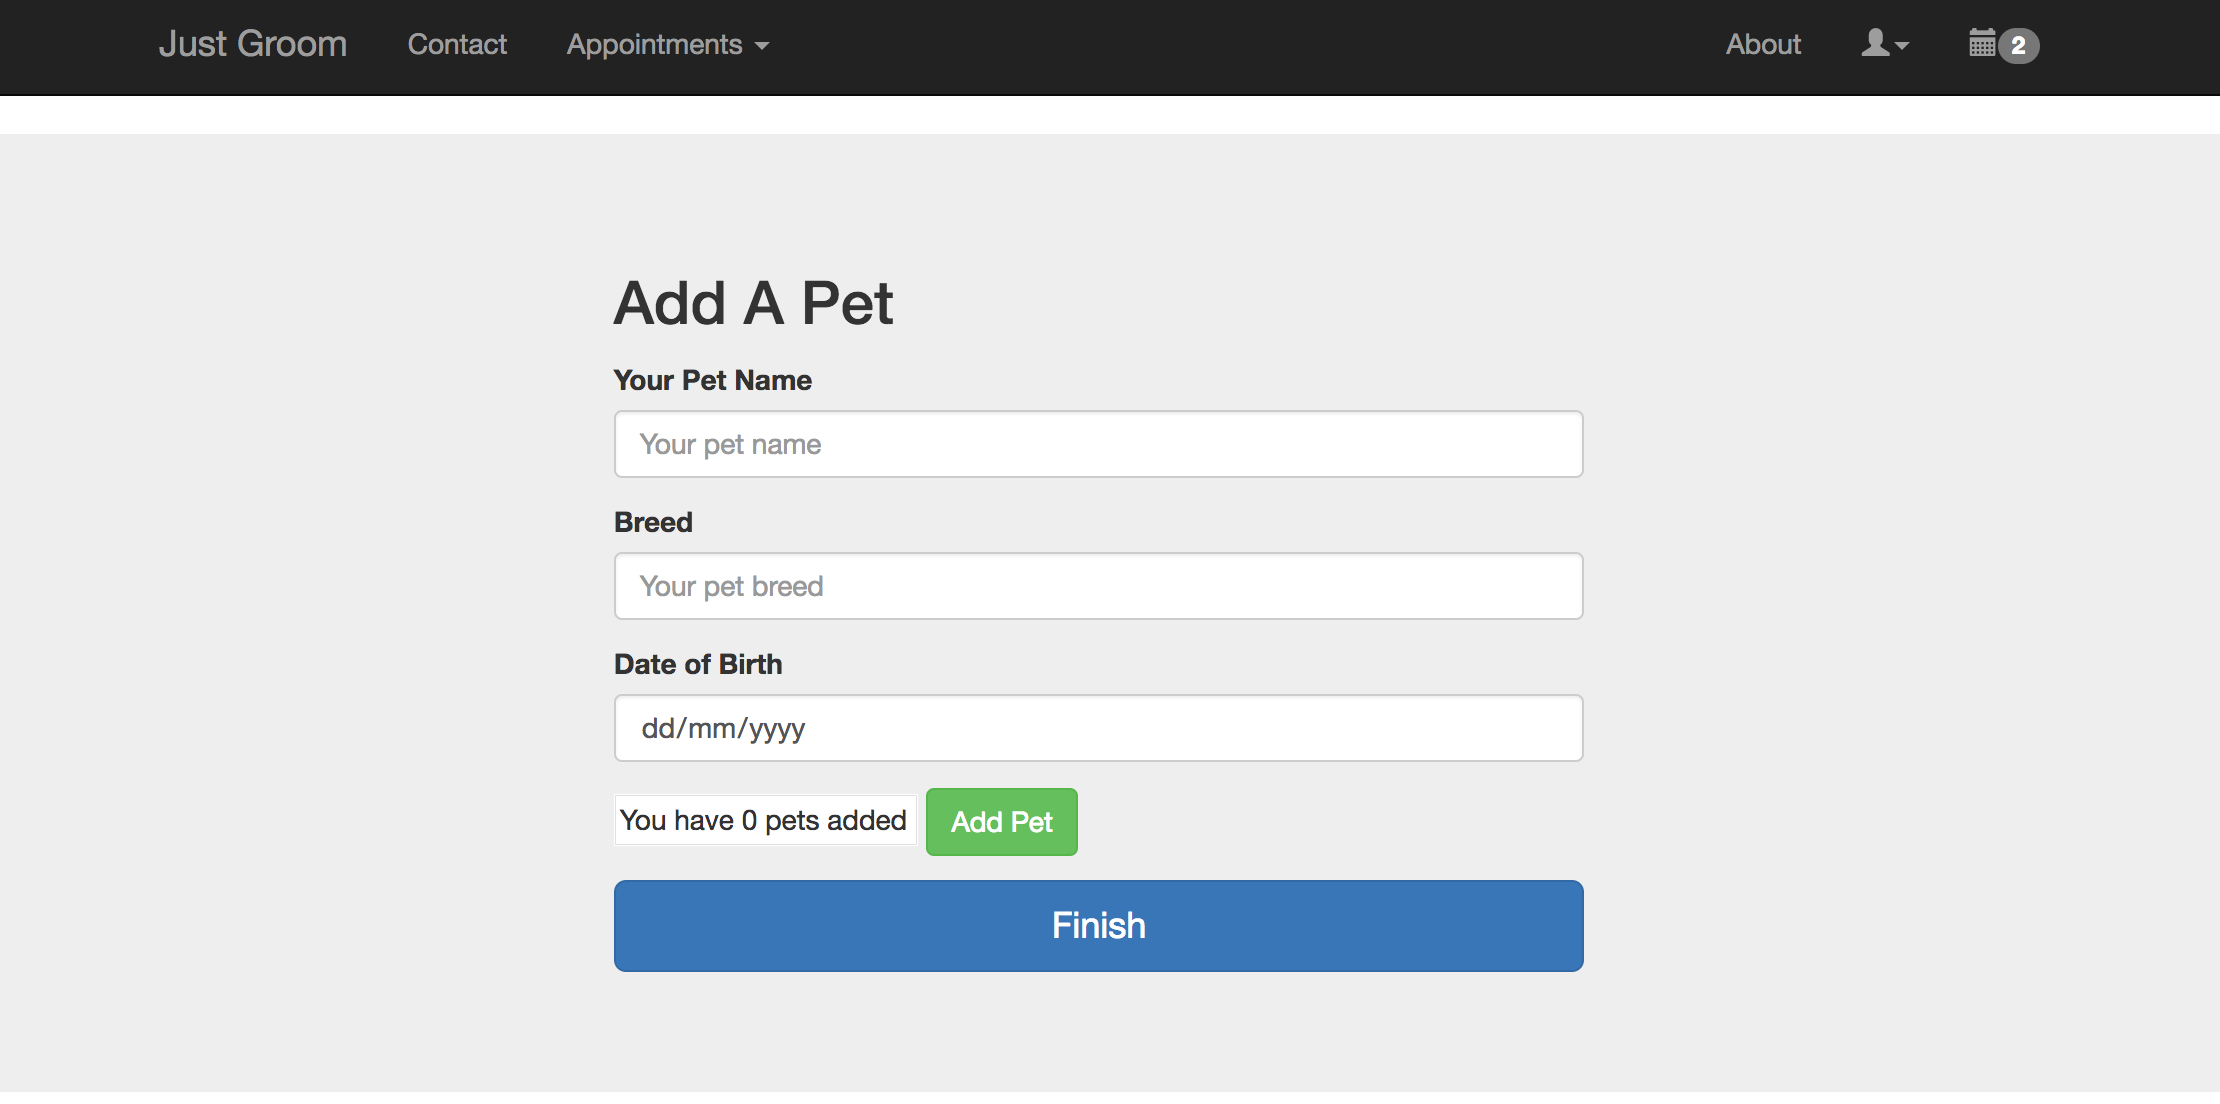 Just Groom Contact Appointments About 2
Add A Pet
Your Pet Name
Your pet name
Breed
Your pet breed
Date of Birth
dd/mm/yyyy
You have 0 pets added Add Pet
Finish